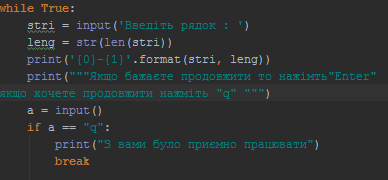 while True:
    stri = input('Введіть рядок : ')
    leng = str(len(stri))
    print('[0]-[1]'.format(stri, leng))
    print("""Якщо бажаєте продовжити то нажімть"Enter"
якщо хочете продовжити нажміть "q" """)
    a = input()
    if a == "q":
        print("З вами було приємно працювати")
        break